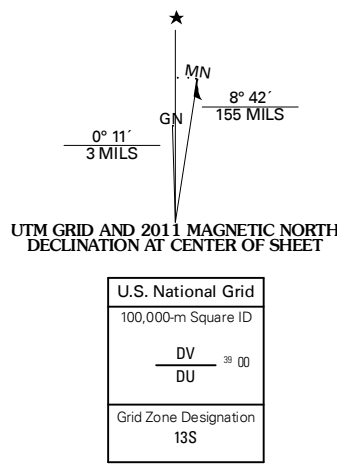 ★
MN
GN
8° 42´
155 MILS
0° 11´
3 MILS
UTM GRID AND 2011 MAGNETIC NORTH
DECLINATION AT CENTER OF SHEET
U.S. National Grid
100,000-m Square ID
DV
39 00
DU
Grid Zone Designation
13S